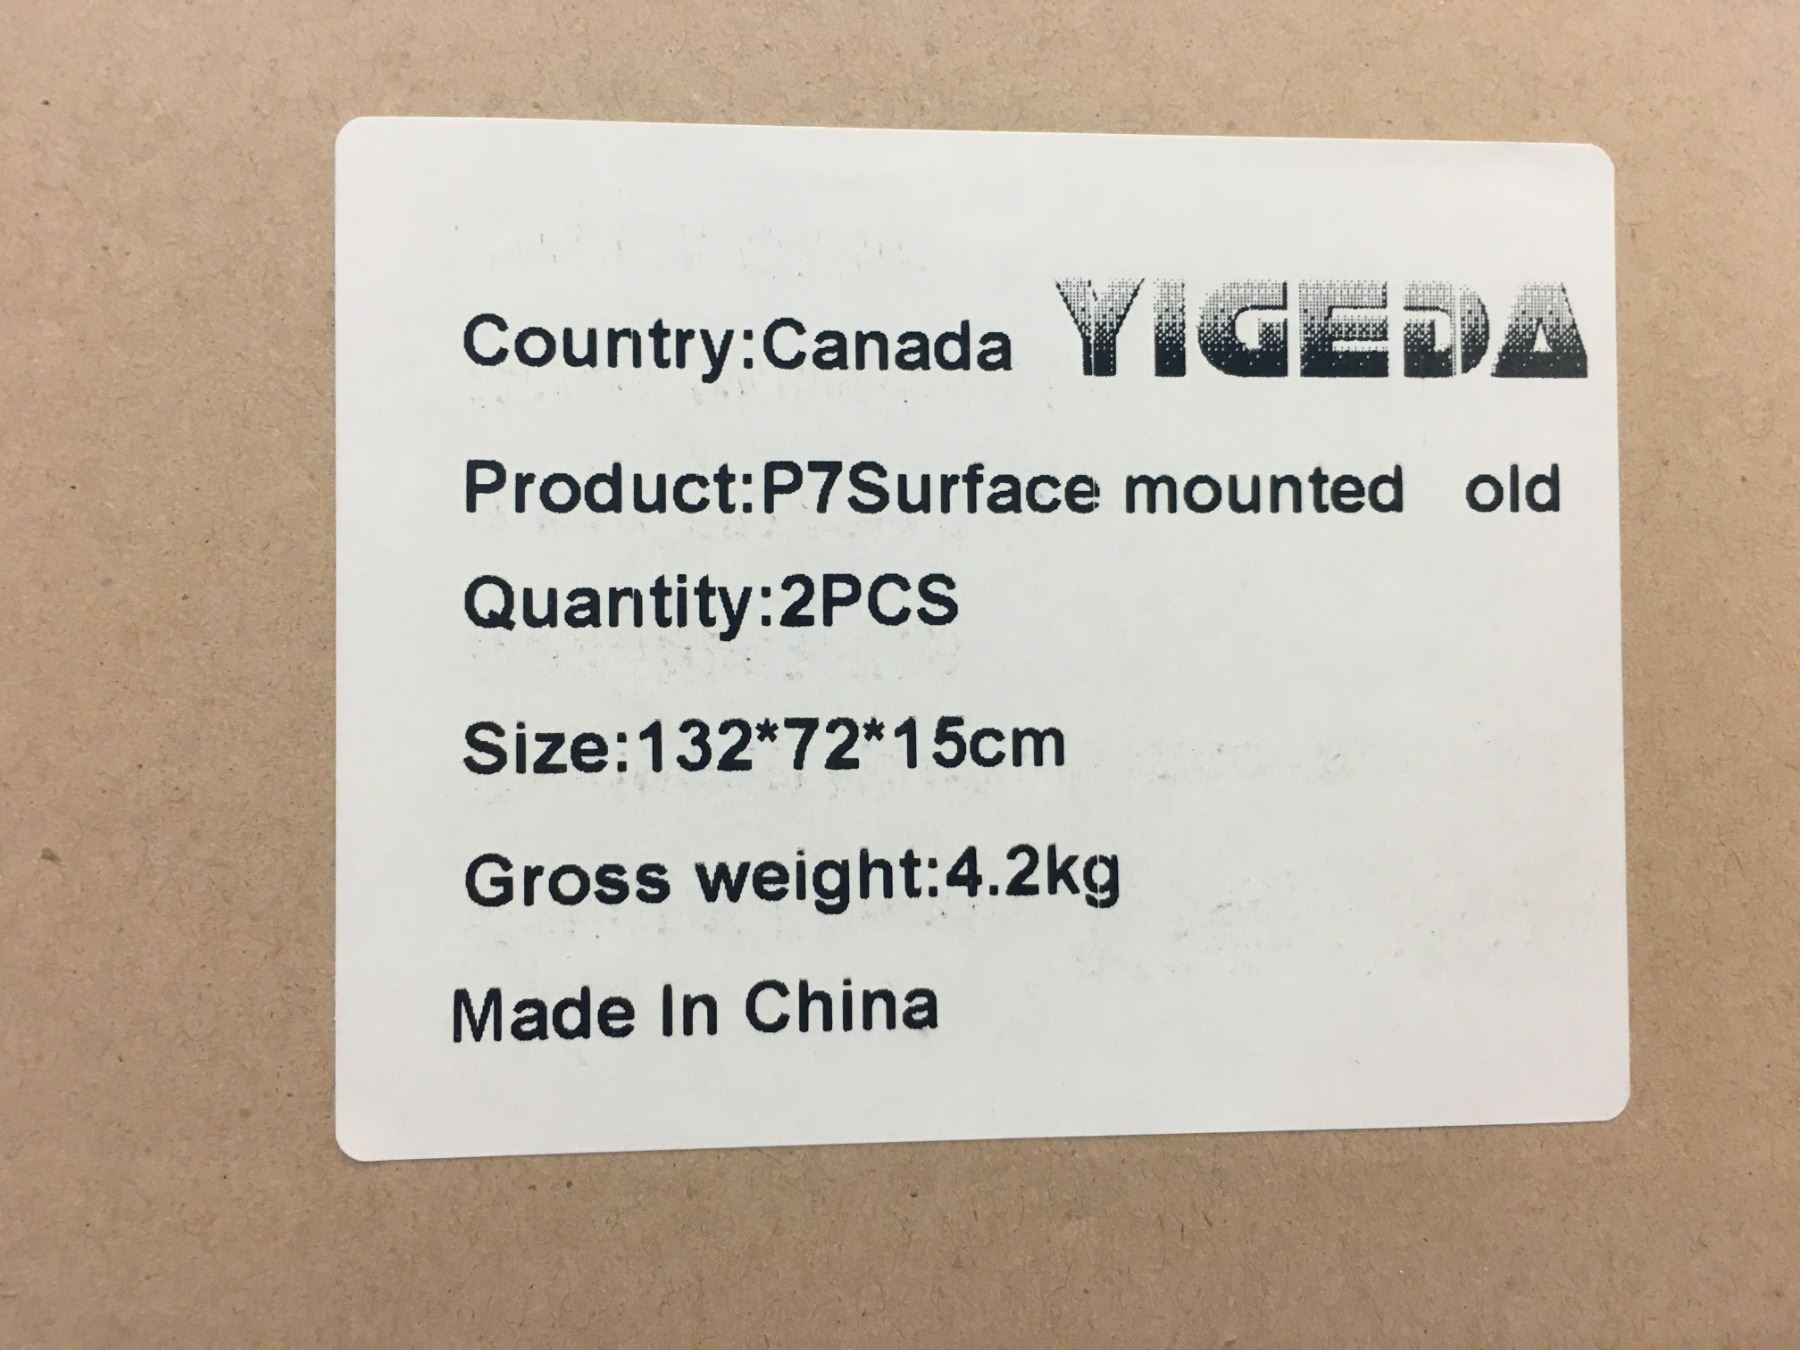 Country:Canada YIGEDA
Product:P7Surface mounted old
Quantity:2PCS
Size:132*72*15cm
Gross weight:4.2kg
Made In China